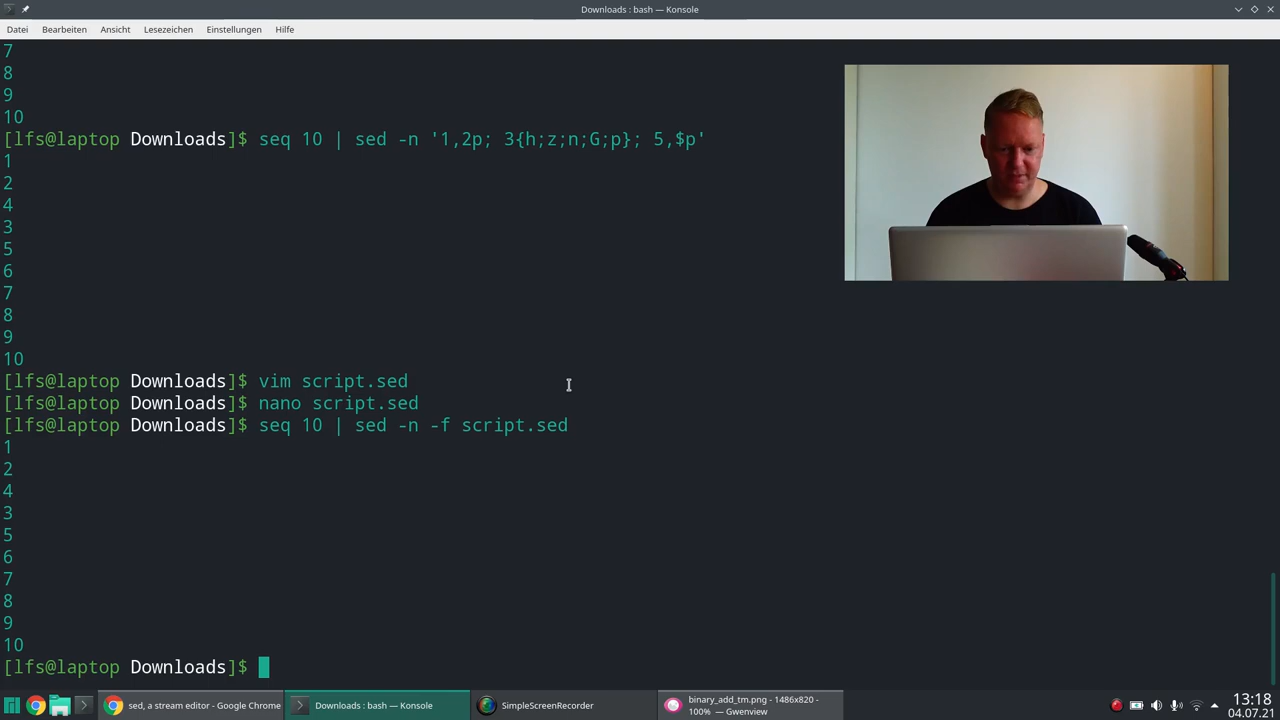 Downloads : bash — Konsole
Datei Bearbeiten Ansicht Lesezeichen Einstellungen Hilfe
7
8
9
10
[lfs@laptop Downloads]$ seq 10 | sed -n '1,2p; 3{h;z;n;G;p}; 5,$p'
1
2
4
3
5
6
7
8
9
10
[lfs@laptop Downloads]$ vim script.sed
[lfs@laptop Downloads]$ nano script.sed
[lfs@laptop Downloads]$ seq 10 | sed -n -f script.sed
1
2
4
3
5
6
7
8
9
10
[lfs@laptop Downloads]$
sed, a stream editor - Google Chrome
Downloads : bash — Konsole
SimpleScreenRecorder
binary_add_tm.png - 1486x820 -
100% — Gwenview
13:18
04.07.21